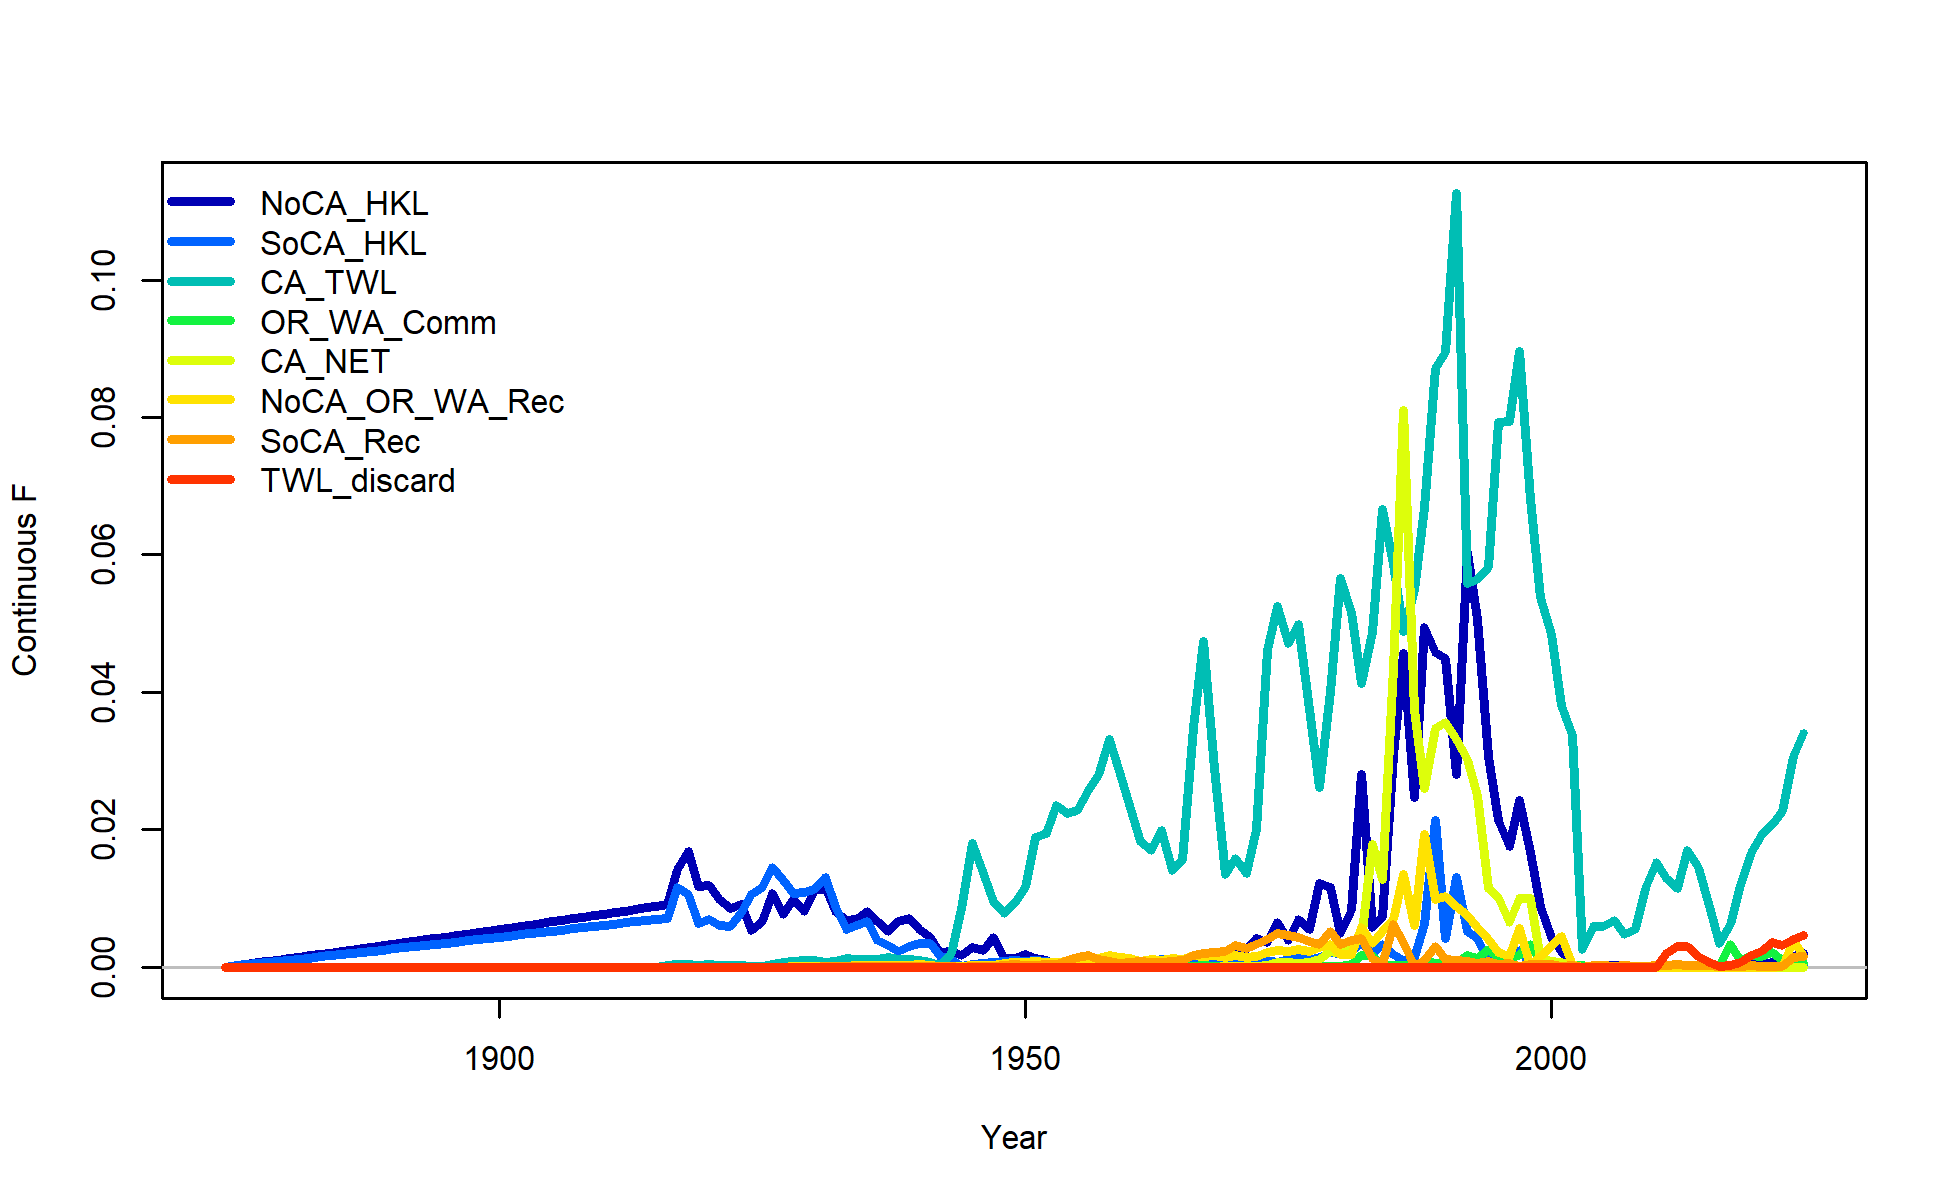 NoCA_HKL
SoCA_HKL
CA_TWL
OR_WA_Comm
CA_NET
NoCA_OR_WA_Rec
SoCA_Rec
TWL_discard
Continuous F
0.10
0.08
0.06
0.04
0.02
0.00
1900 1950 2000
Year